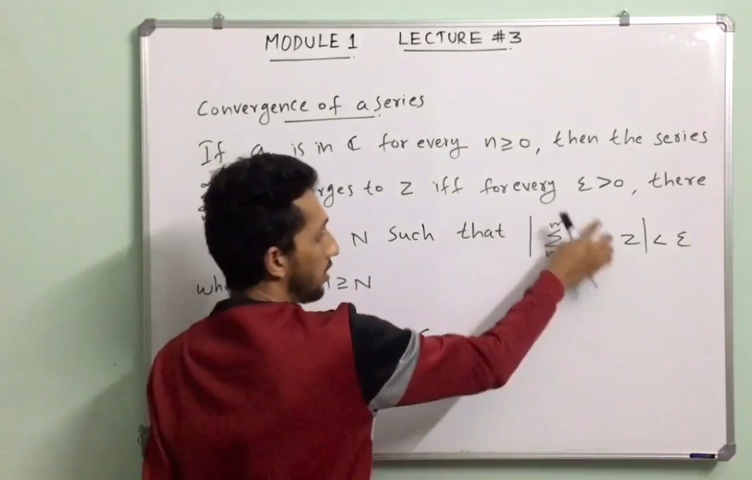 MODULE 1 LECTURE #3
Convergence of a series
If a is in ℂ for every n≥0, then the series
rges to z iff for every ε>0, there
N such that | Σ z|< ε
whe ≥N